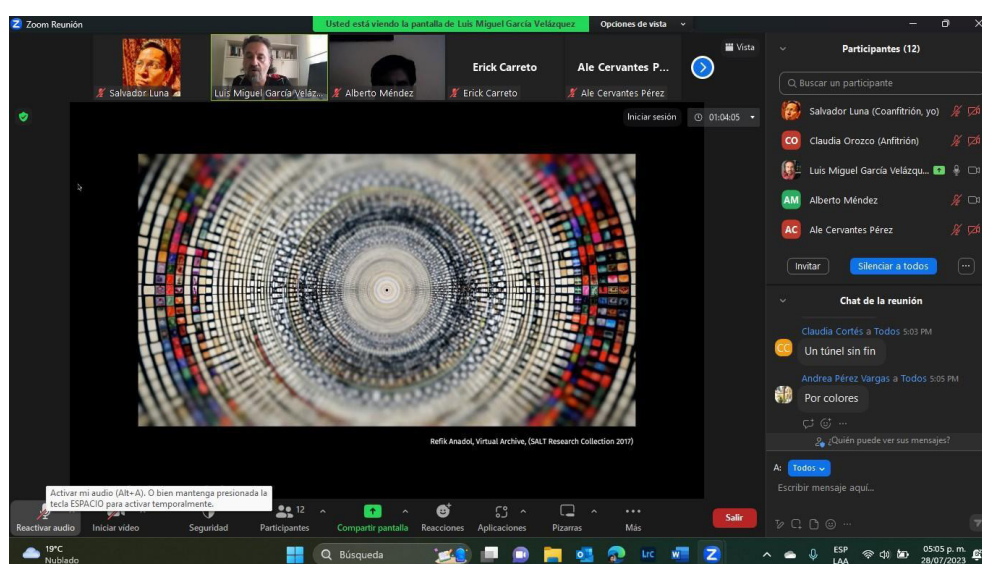 Zoom Reunión
Usted está viendo la pantalla de Luis Miguel García Velázquez
Opciones de vista
Salvador Luna
Luis Miguel García Veláz...
Alberto Méndez
Erick Carreto
Erick Carreto
Ale Cervantes P...
Ale Cervantes Pérez
Vista
Iniciar sesión
01:04:05
Refik Anadol, Virtual Archive, (SALT Research Collection 2017)
Participantes (12)
Buscar un participante
Salvador Luna (Coanfitrión, yo)
CO
Claudia Orozco (Anfitrión)
Luis Miguel García Velázqu...
AM
Alberto Méndez
AC
Ale Cervantes Pérez
Invitar
Silenciar a todos
Chat de la reunión
Claudia Cortés a Todos 5:03 PM
CC
Un túnel sin fin
Andrea Pérez Vargas a Todos 5:05 PM
Por colores
¿Quién puede ver sus mensajes?
A: Todos
Escribir mensaje aquí...
Activar mi audio (Alt+A). O bien mantenga presionada la
tecla ESPACIO para activar temporalmente.
Reactivar audio
Iniciar video
Seguridad
12
Participantes
Compartir pantalla
Reacciones
Aplicaciones
Pizarras
Más
Salir
19°C
Nublado
Búsqueda
Lrc
ESP
LAA
05:05 p. m.
28/07/2023